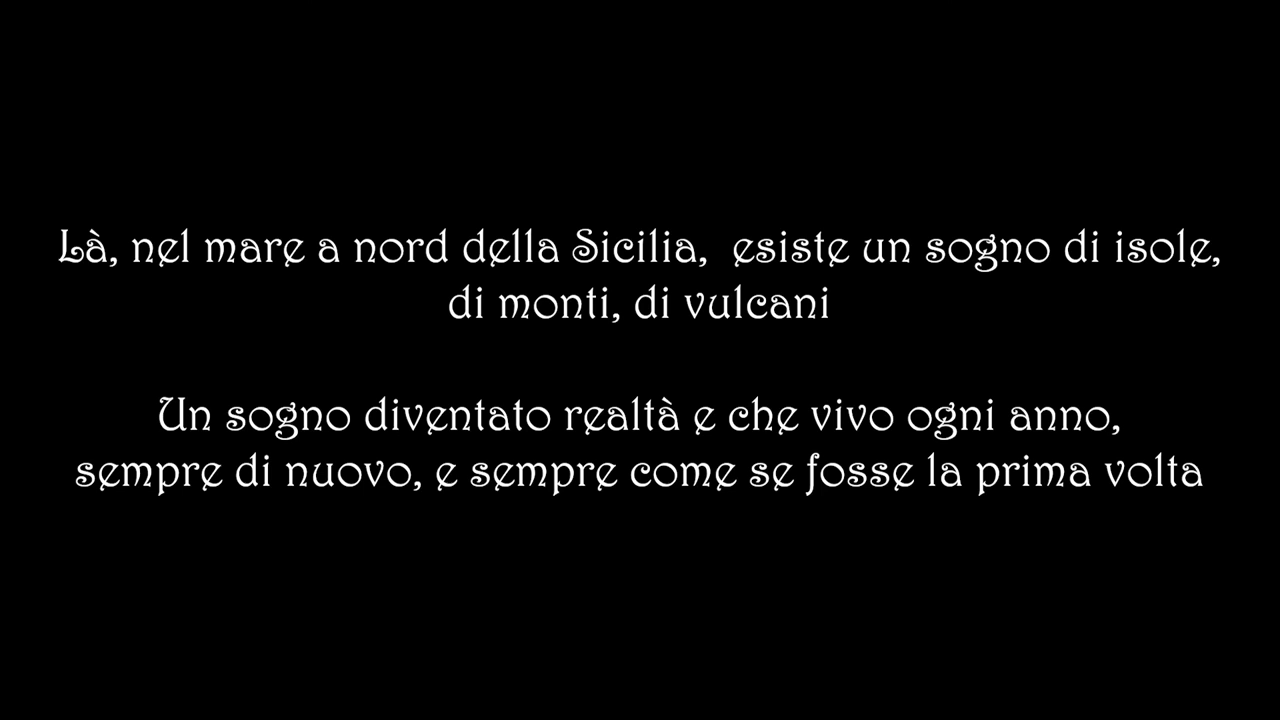 Là, nel mare a nord della Sicilia,  esiste un sogno di isole,
di monti, di vulcani
Un sogno diventato realtà e che vivo ogni anno,
sempre di nuovo, e sempre come se fosse la prima volta